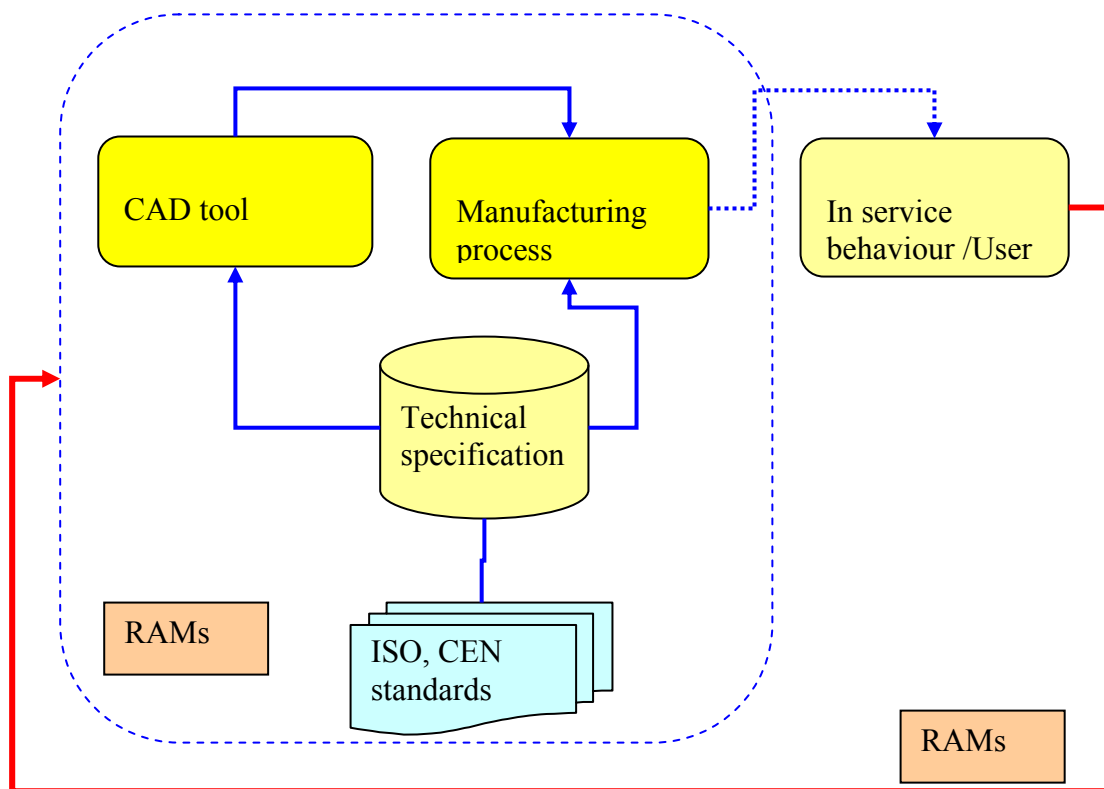 CAD tool
Manufacturing
process
In service
behaviour /User
Technical
specification
RAMs
ISO, CEN
standards
RAMs